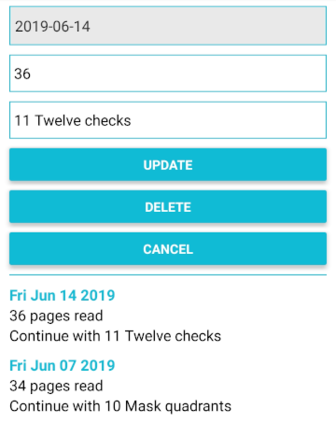 2019-06-14
36
11 Twelve checks
UPDATE
DELETE
CANCEL
Fri Jun 14 2019
36 pages read
Continue with 11 Twelve checks
Fri Jun 07 2019
34 pages read
Continue with 10 Mask quadrants